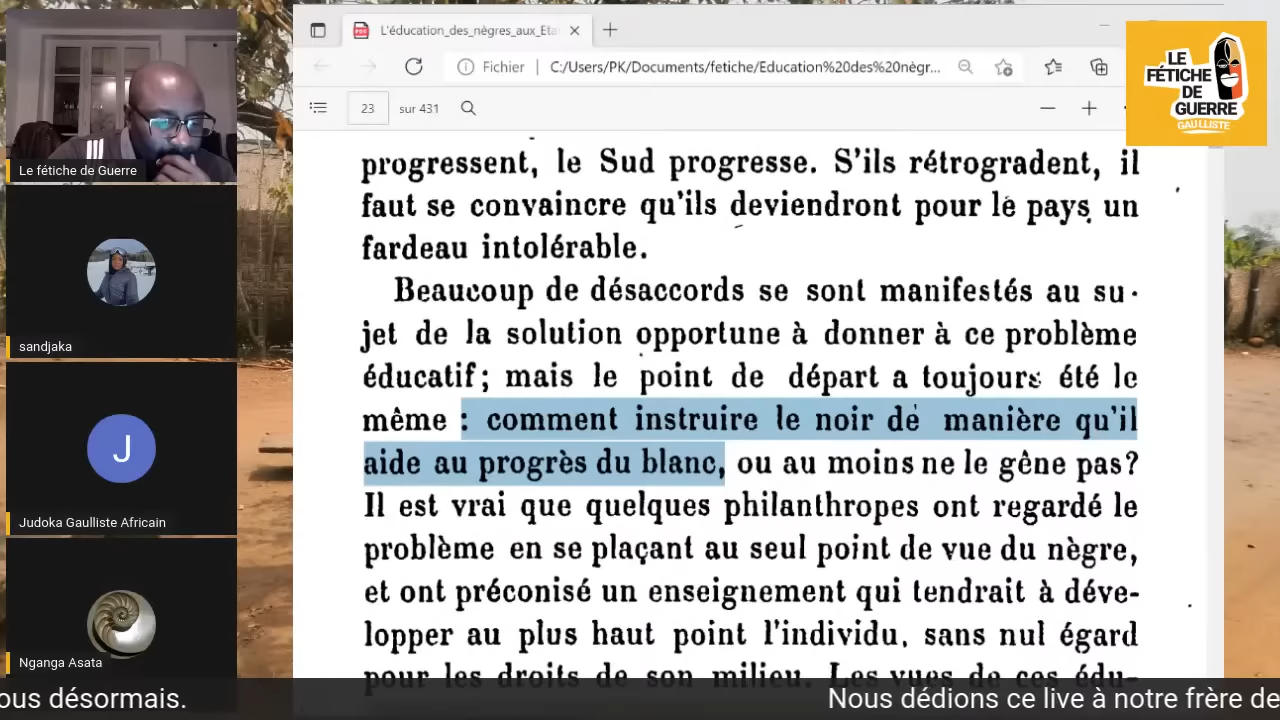 L'éducation_des_nègres_aux_Eta
Fichier
C:/Users/PK/Documents/fetiche/Education%20des%20nègr...
23
sur 431
LE
FÉTICHE
DE
GUERRE
GAULLISTE
progressent, le Sud progresse. S'ils rétrogradent, il
faut se convaincre qu'ils deviendront pour le pays un
fardeau intolérable.
Beaucoup de désaccords se sont manifestés au su-
jet de la solution opportune à donner à ce problème
éducatif; mais le point de départ a toujours été le
même : comment instruire le noir de manière qu'il
aide au progrès du blanc, ou au moins ne le gêne pas?
Il est vrai que quelques philanthropes ont regardé le
problème en se plaçant au seul point de vue du nègre,
et ont préconisé un enseignement qui tendrait à déve-
lopper au plus haut point l'individu, sans nul égard
pour les droits de son milieu. Les vues de ces édu-
Le fétiche de Guerre
sandjaka
J
Judoka Gaulliste Africain
Nganga Asata
ous désormais.
Nous dédions ce live à notre frère de